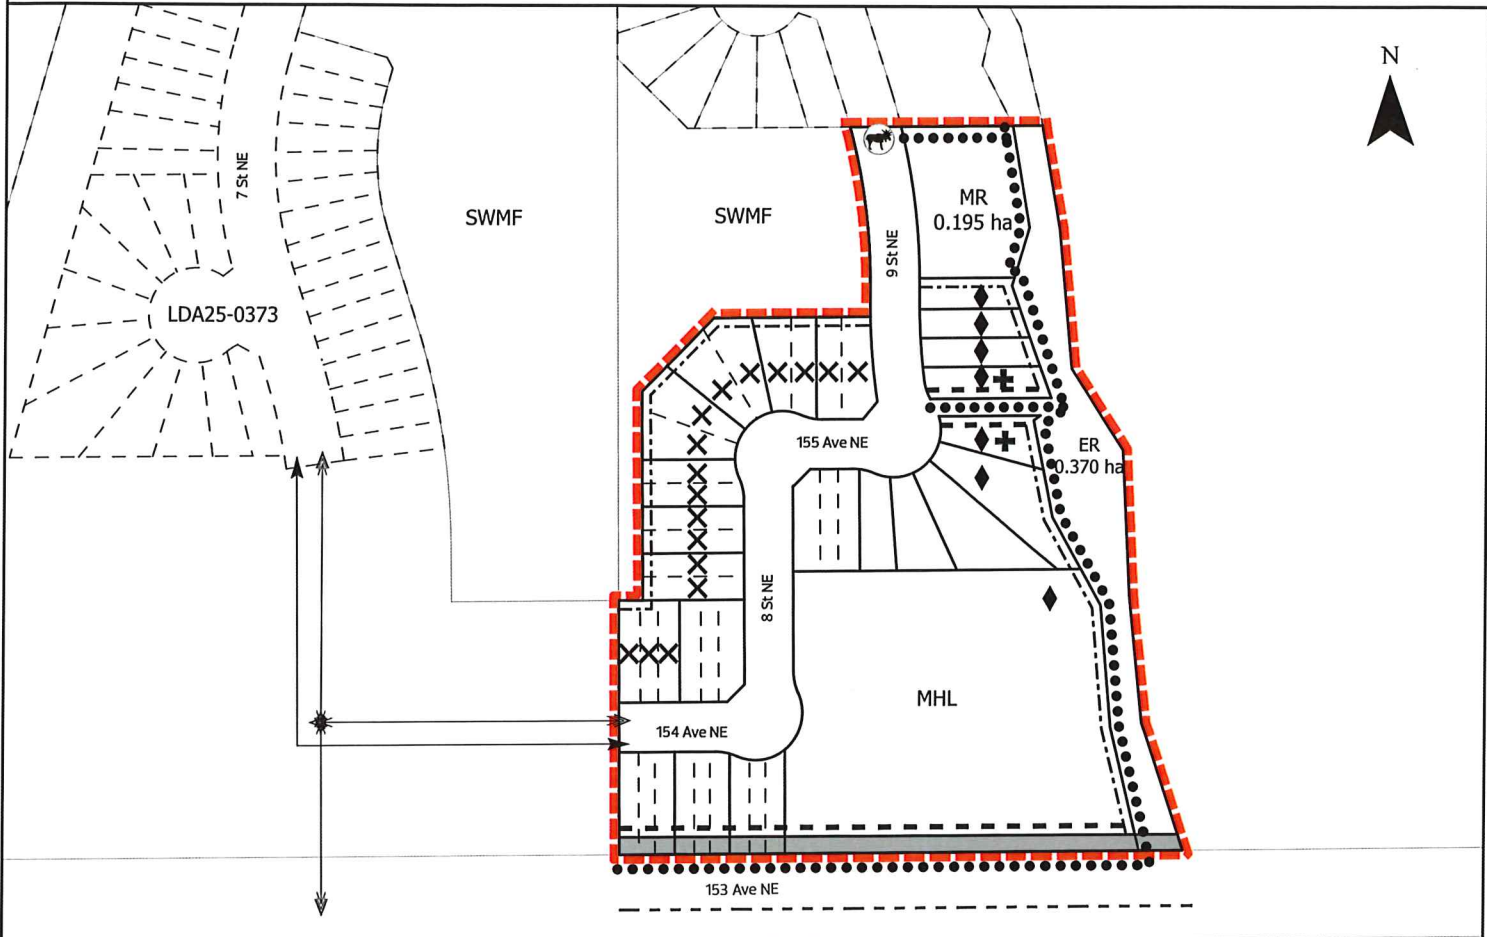 N
7 St NE
SWMF
SWMF
MR
0.195 ha
9 St NE
LDA25-0373
155 Ave NE
ER
0.370 ha
8 St NE
MHL
154 Ave NE
153 Ave NE